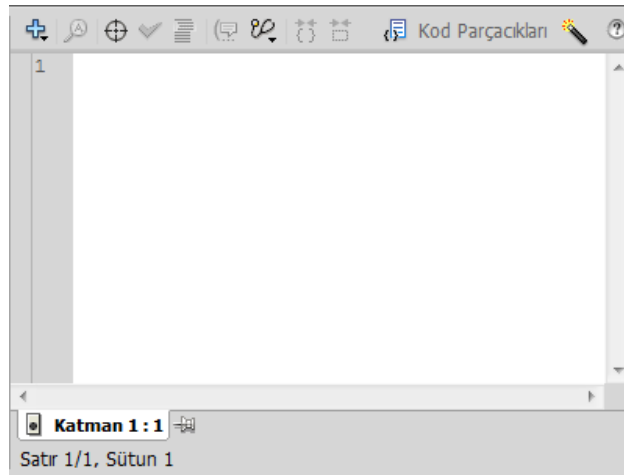 Kod Parçacıkları
1
Katman 1 : 1
Satır 1/1, Sütun 1